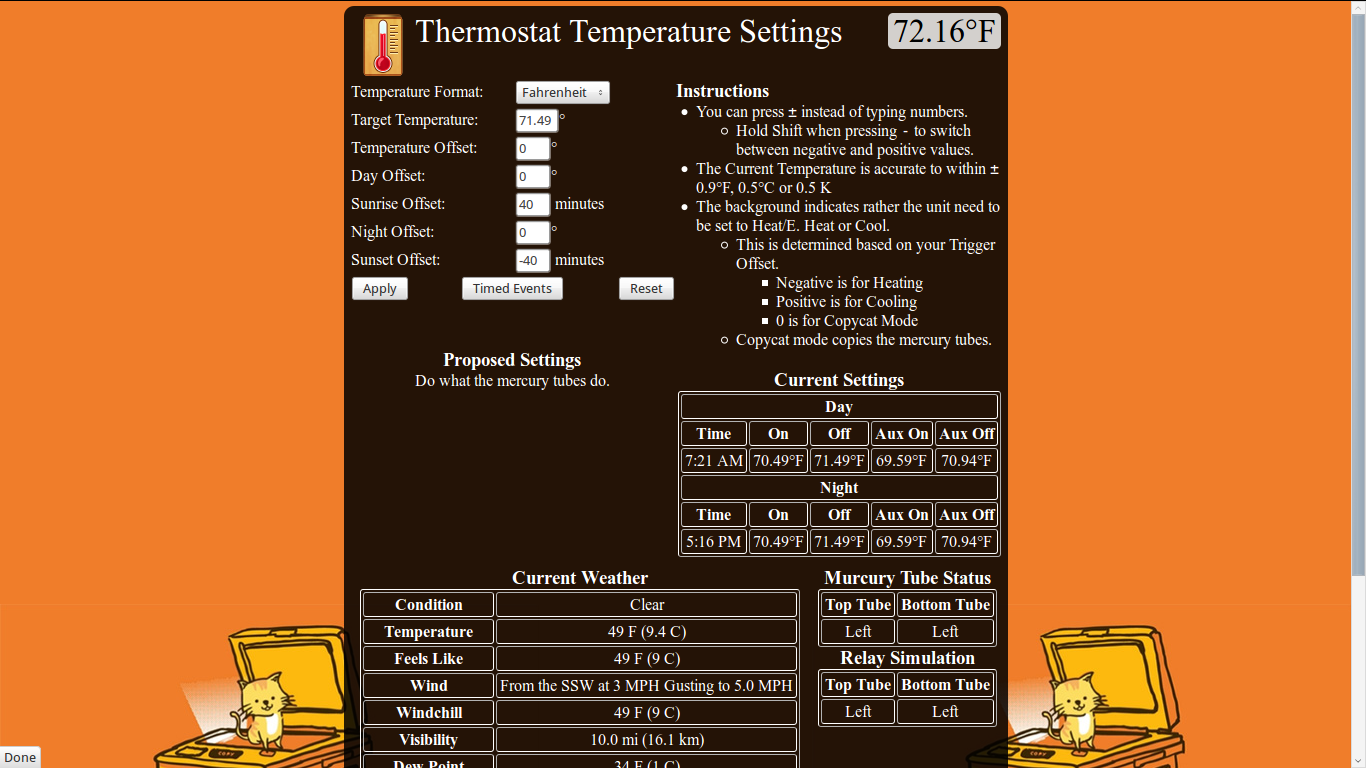 Thermostat Temperature Settings
72.16°F
Temperature Format: Fahrenheit
Target Temperature: 71.49 °
Temperature Offset: 0 °
Day Offset: 0 °
Sunrise Offset: 40 minutes
Night Offset: 0 °
Sunset Offset: -40 minutes
Apply Timed Events Reset
Instructions
You can press ± instead of typing numbers.
Hold Shift when pressing - to switch
between negative and positive values.
The Current Temperature is accurate to within ±
0.9°F, 0.5°C or 0.5 K
The background indicates rather the unit need to
be set to Heat/E. Heat or Cool.
This is determined based on your Trigger
Offset.
Negative is for Heating
Positive is for Cooling
0 is for Copycat Mode
Copycat mode copies the mercury tubes.
Proposed Settings
Do what the mercury tubes do.
Current Settings
Day
Time On Off Aux On Aux Off
7:21 AM 70.49°F 71.49°F 69.59°F 70.94°F
Night
Time On Off Aux On Aux Off
5:16 PM 70.49°F 71.49°F 69.59°F 70.94°F
Current Weather
Condition Clear
Temperature 49 F (9.4 C)
Feels Like 49 F (9 C)
Wind From the SSW at 3 MPH Gusting to 5.0 MPH
Windchill 49 F (9 C)
Visibility 10.0 mi (16.1 km)
Dew Point 34 F (1 C)
Murcury Tube Status
Top Tube Bottom Tube
Left Left
Relay Simulation
Top Tube Bottom Tube
Left Left
Done